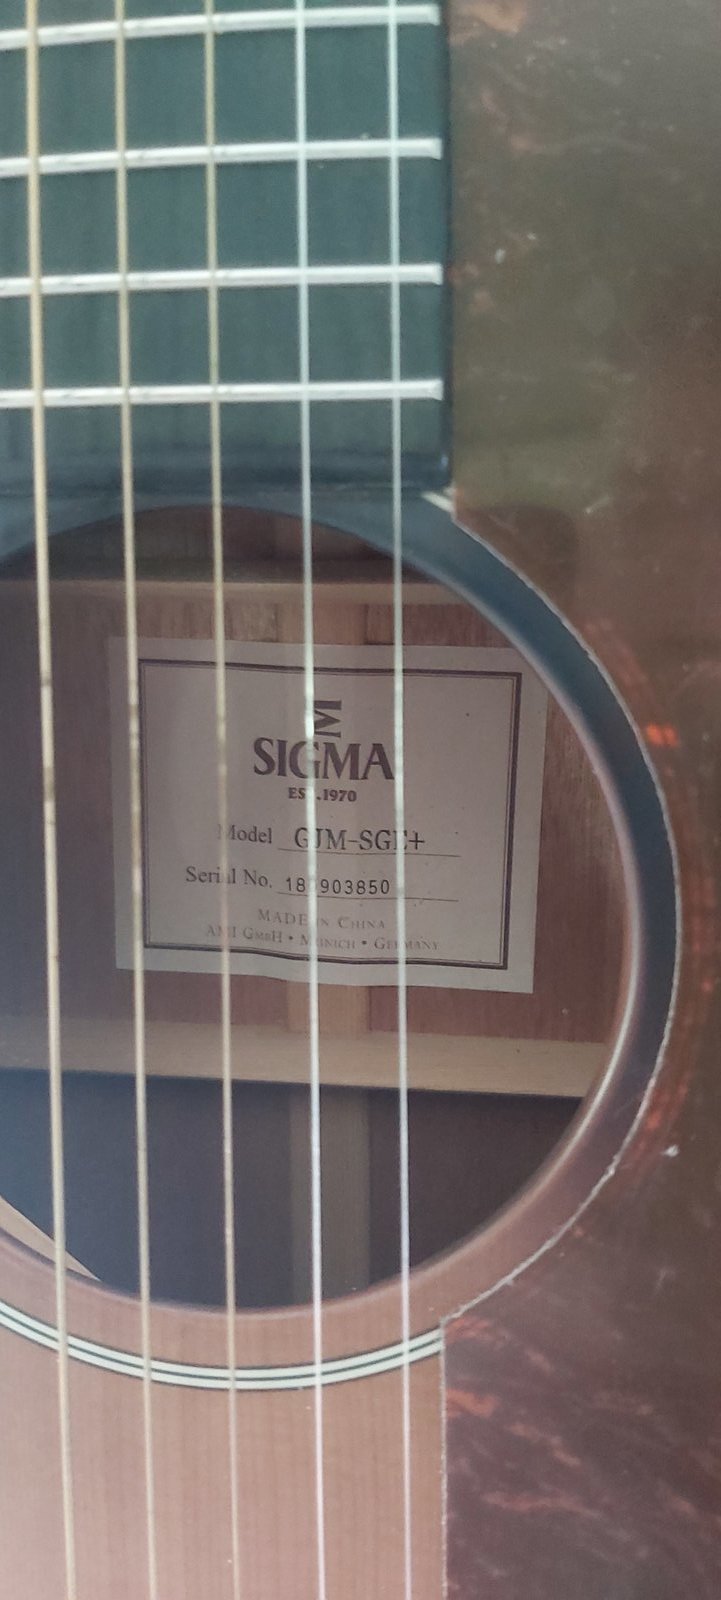 SIGMA
EST.1970
Model GJM-SGE+
Serial No.
MADE IN CHINA
AMI GMBH • MUNICH • GERMANY